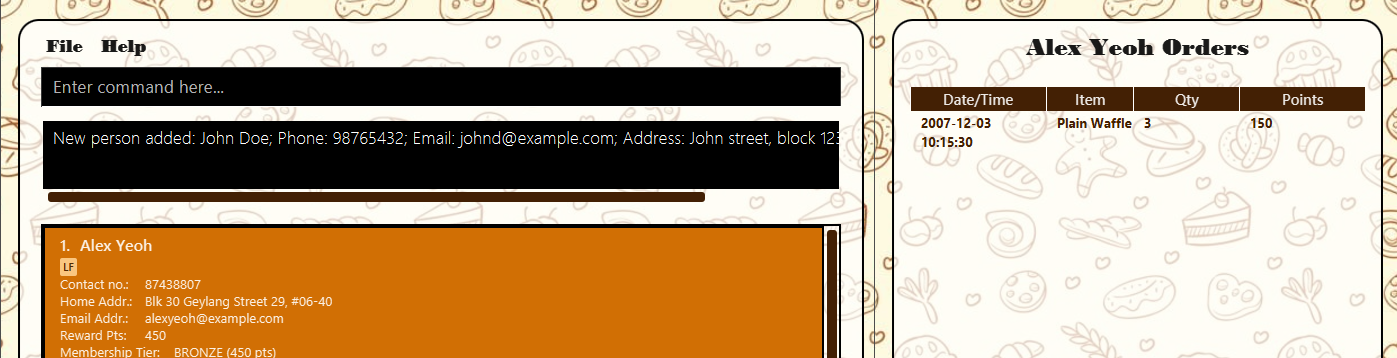 File Help
Enter command here...
New person added: John Doe; Phone: 98765432; Email: johnd@example.com; Address: John street, block 123
1. Alex Yeoh
LF
Contact no.: 87438807
Home Addr.: Blk 30 Geylang Street 29, #06-40
Email Addr.: alexyeoh@example.com
Reward Pts: 450
Membership Tier: BRONZE (450 pts)
Alex Yeoh Orders
Date/Time Item Qty Points
2007-12-03 Plain Waffle 3 150
10:15:30